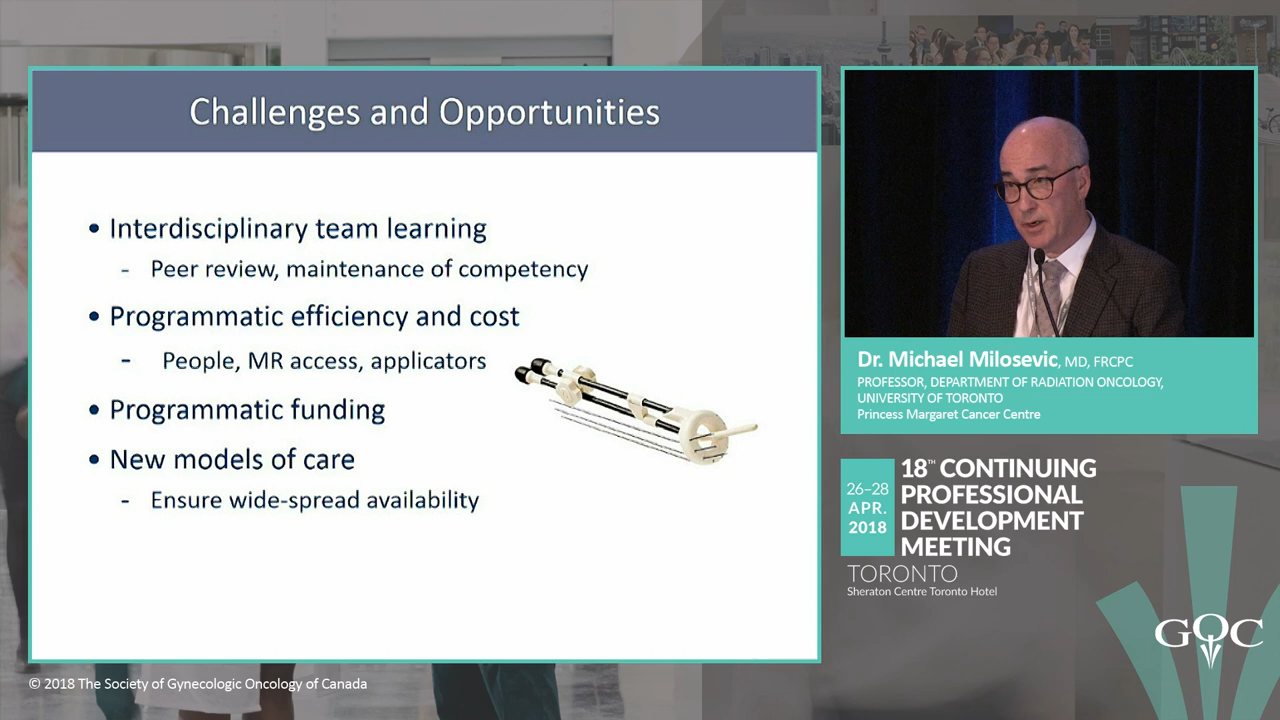 Challenges and Opportunities
• Interdisciplinary team learning
- Peer review, maintenance of competency
• Programmatic efficiency and cost
- People, MR access, applicators
• Programmatic funding
• New models of care
- Ensure wide-spread availability
Dr. Michael Milosevic, MD, FRCPC
PROFESSOR, DEPARTMENT OF RADIATION ONCOLOGY,
UNIVERSITY OF TORONTO
Princess Margaret Cancer Centre
26–28
APR.
2018
18TH CONTINUING
PROFESSIONAL
DEVELOPMENT
MEETING
TORONTO
Sheraton Centre Toronto Hotel
GOC
© 2018 The Society of Gynecologic Oncology of Canada